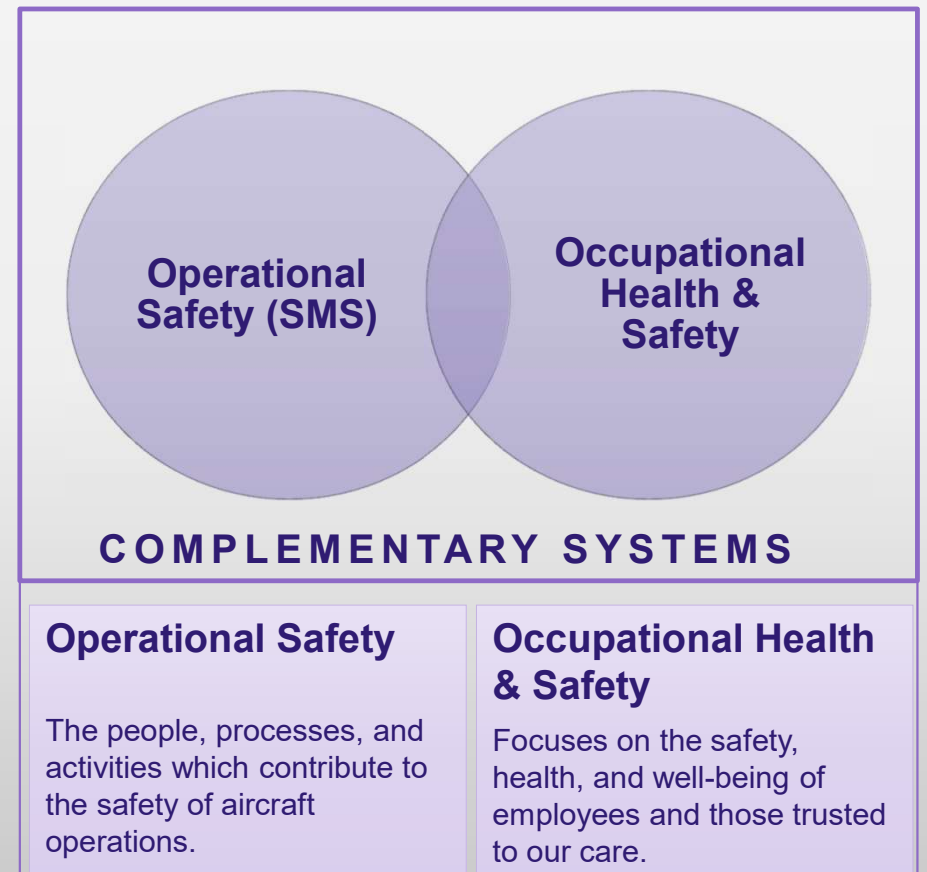 Operational
Safety (SMS)
Occupational
Health &
Safety
COMPLEMENTARY SYSTEMS
Operational Safety
The people, processes, and
activities which contribute to
the safety of aircraft
operations.
Occupational Health
& Safety
Focuses on the safety,
health, and well-being of
employees and those trusted
to our care.